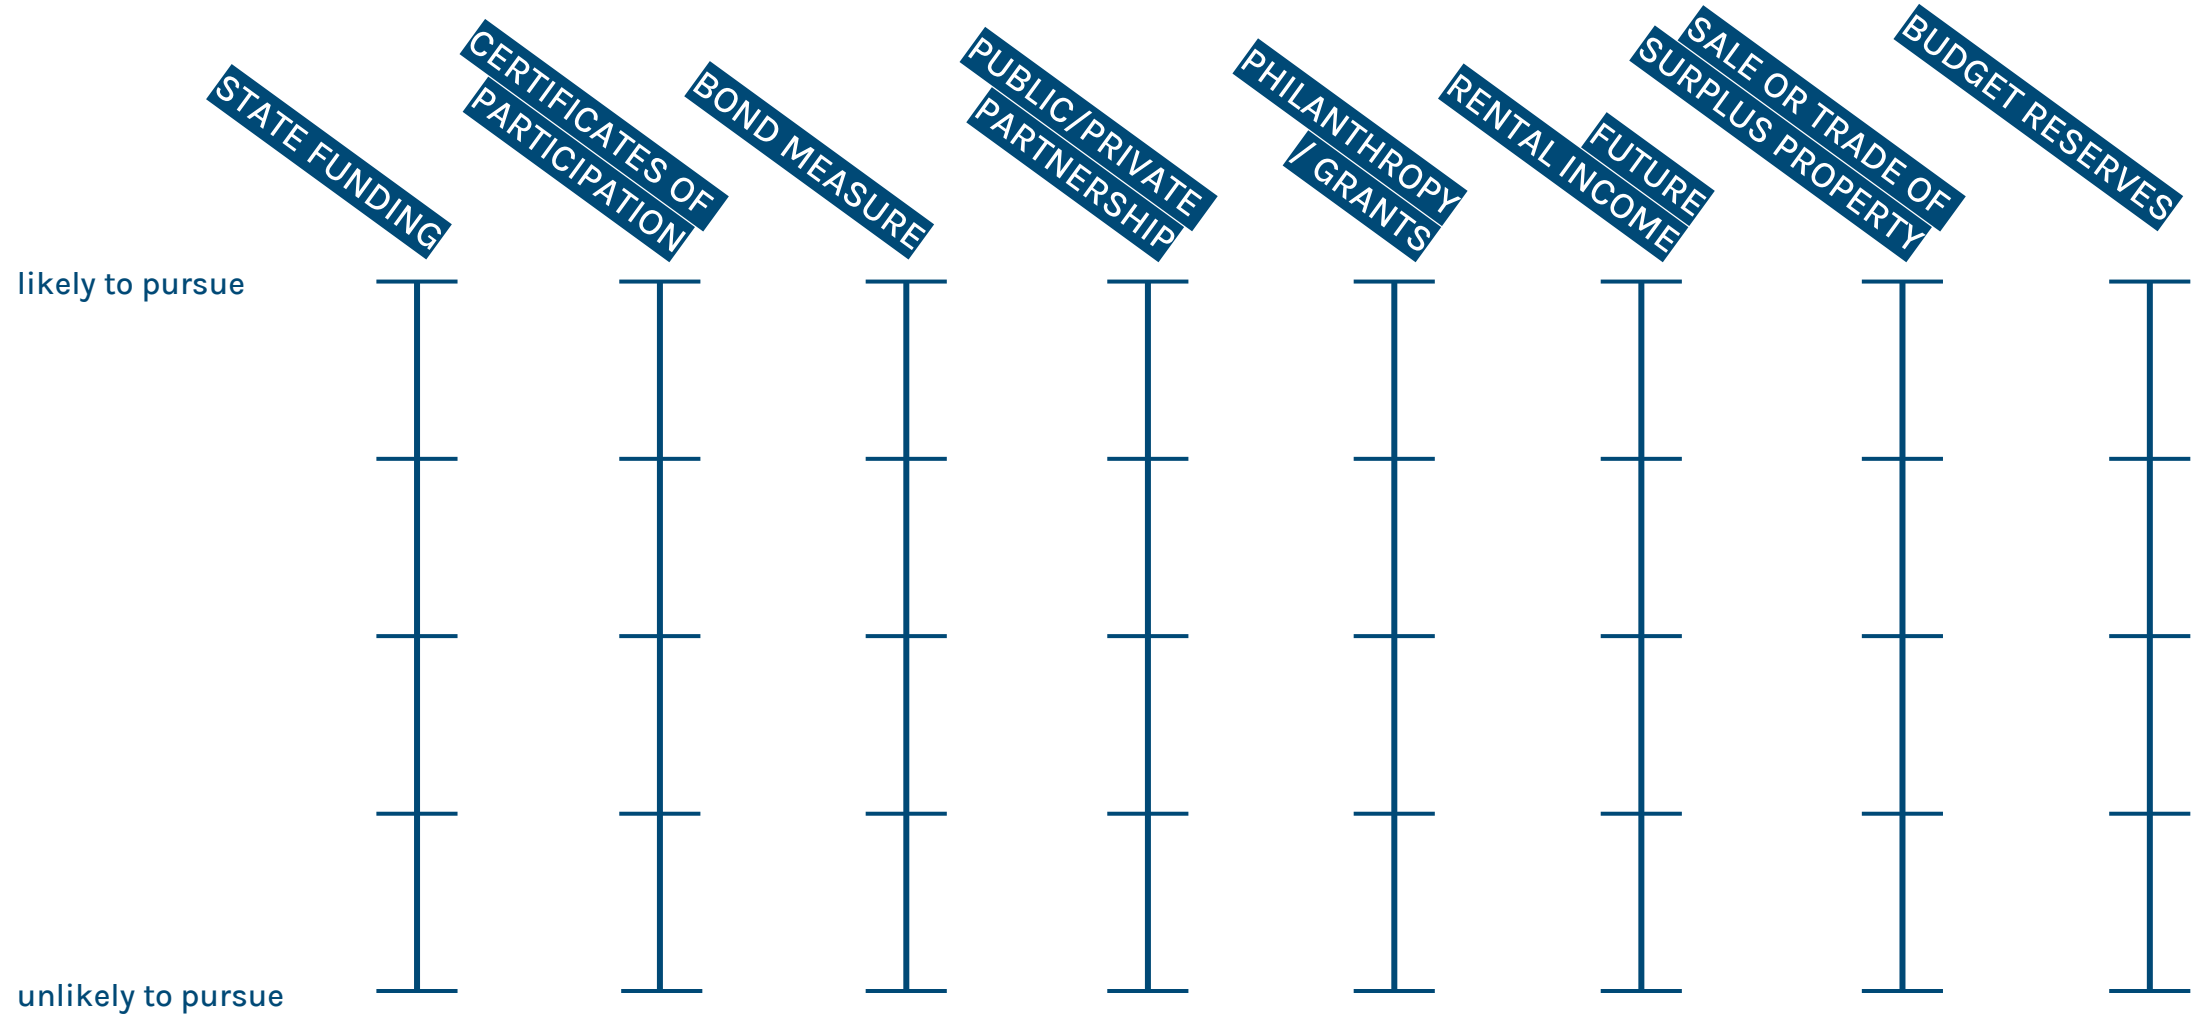 STATE FUNDING
CERTIFICATES OF
PARTICIPATION
BOND MEASURE
PUBLIC/PRIVATE
PARTNERSHIP
PHILANTHROPY
/ GRANTS
FUTURE
RENTAL INCOME
SALE OR TRADE OF
SURPLUS PROPERTY
BUDGET RESERVES
likely to pursue
unlikely to pursue